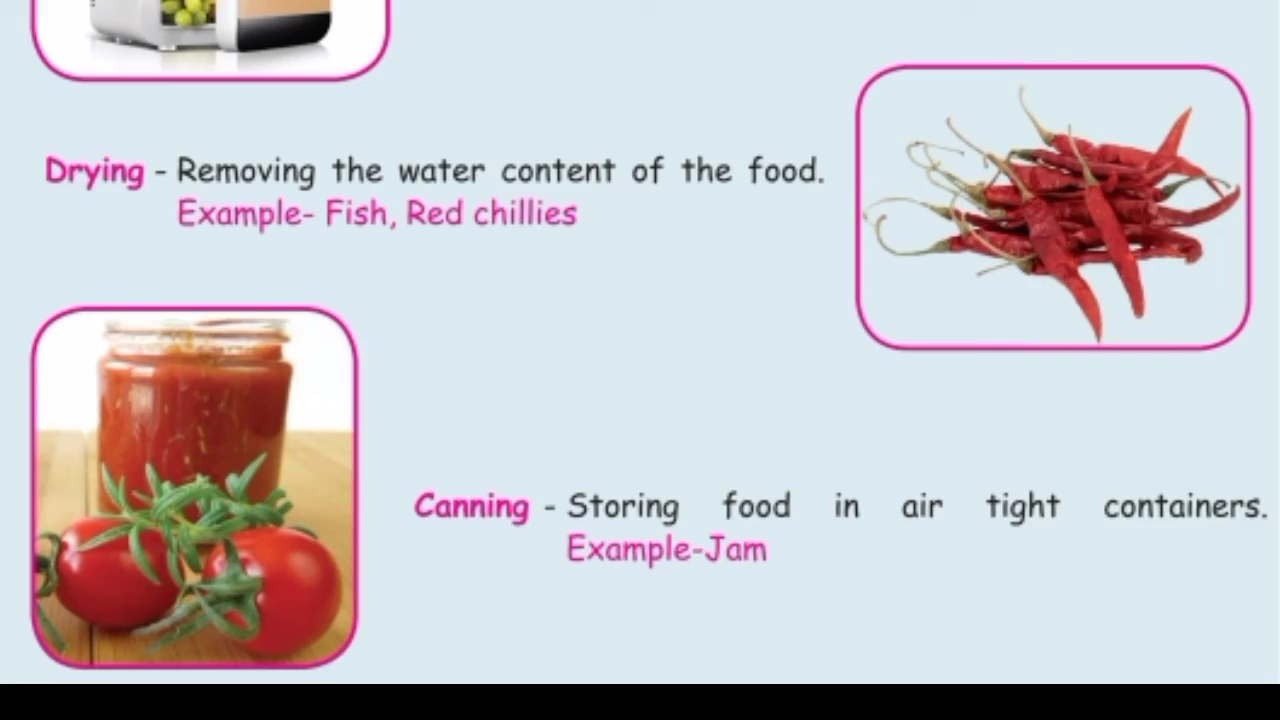 Drying - Removing the water content of the food.
Example- Fish, Red chillies
Canning - Storing food in air tight containers.
Example-Jam